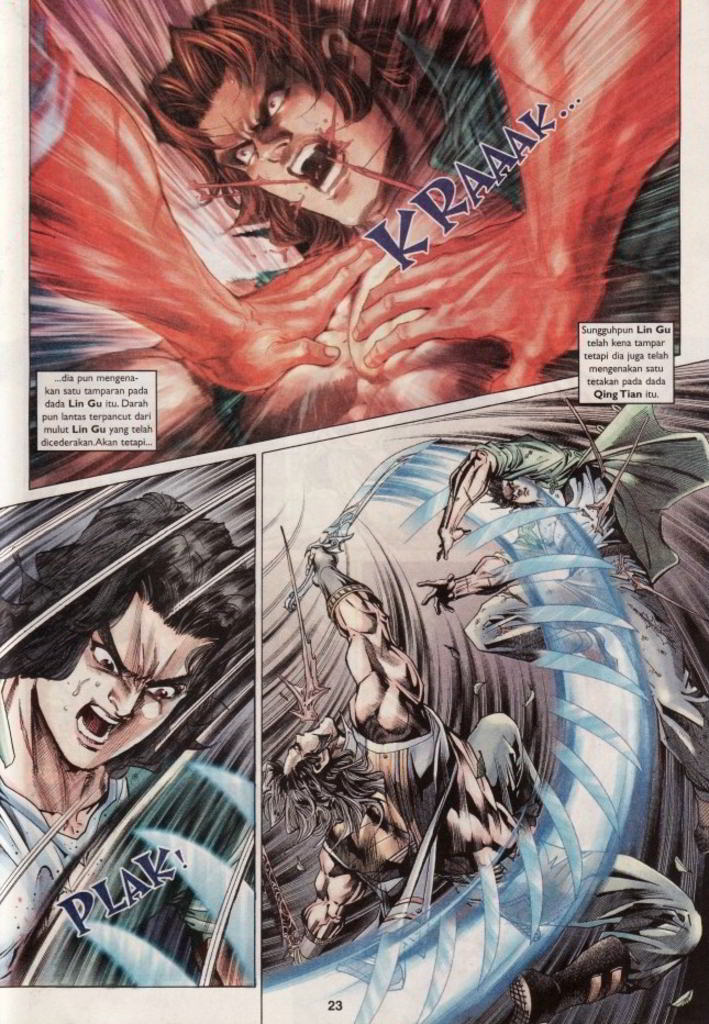 KRAAAK...
...dia pun mengena-
kan satu tamparan pada
dada Lin Gu itu. Darah
pun lantas terpancut dari
mulut Lin Gu yang telah
dicederakan.Akan tetapi...
Sungguhpun Lin Gu
telah kena tampar
tetapi dia juga telah
mengenakan satu
tetakan pada dada
Qing Tian itu.
PLAK!
23